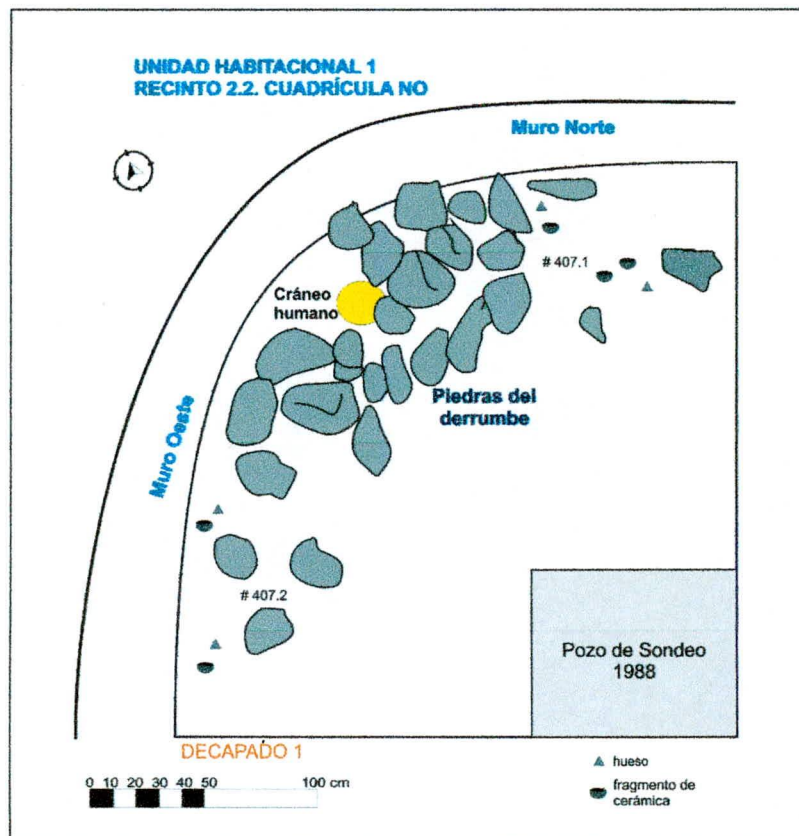 UNIDAD HABITACIONAL 1
RECINTO 2.2. CUADRÍCULA NO
Muro Norte
# 407.1
Cráneo
humano
Piedras del
derrumbe
Muro Oeste
# 407.2
Pozo de Sondeo
1988
DECAPADO 1
0 10 20 30 40 50 100 cm
hueso
fragmento de
cerámica